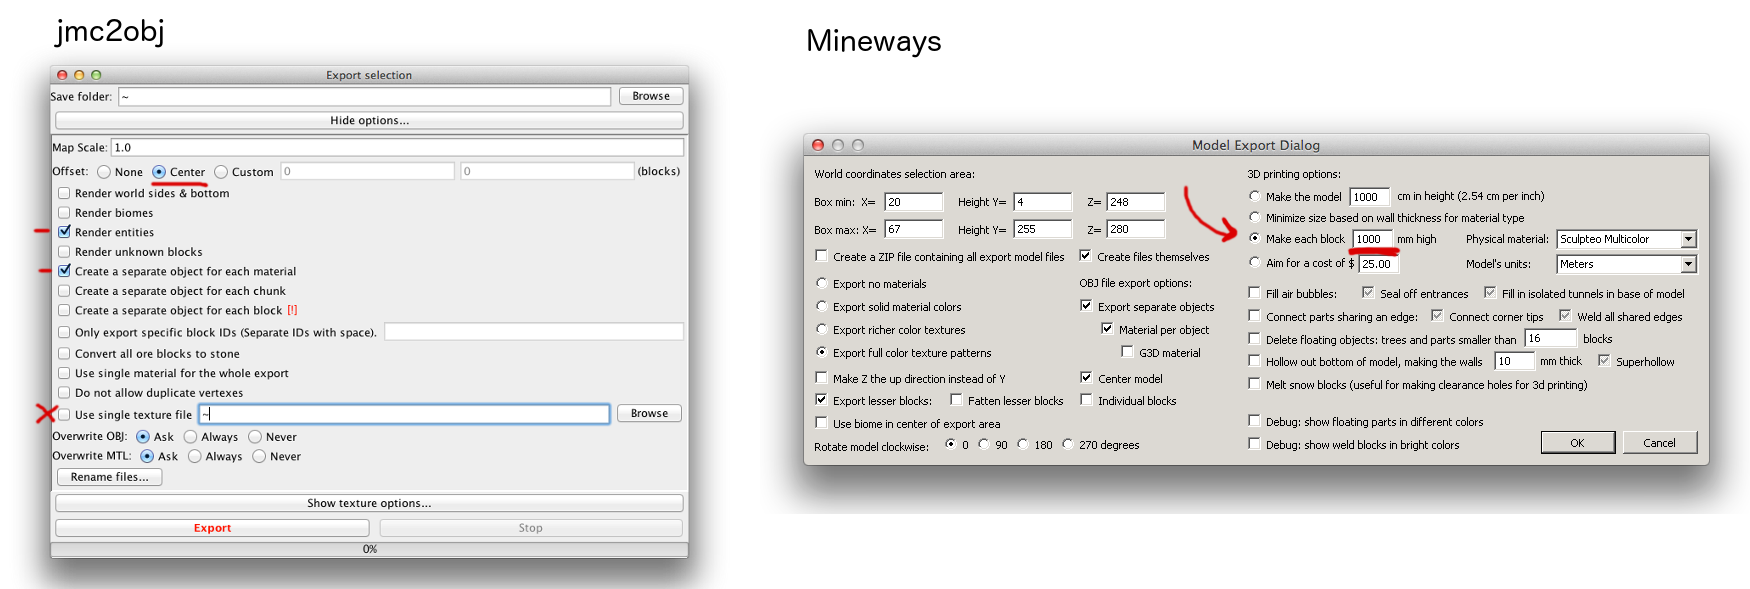 jmc2obj
Export selection
Save folder: ~ Browse
Hide options...
Map Scale: 1.0
Offset: None Center Custom 0 0 (blocks)
Render world sides & bottom
Render biomes
Render entities
Render unknown blocks
Create a separate object for each material
Create a separate object for each chunk
Create a separate object for each block [!]
Only export specific block IDs (Separate IDs with space).
Convert all ore blocks to stone
Use single material for the whole export
Do not allow duplicate vertexes
Use single texture file ~ Browse
Overwrite OBJ: Ask Always Never
Overwrite MTL: Ask Always Never
Rename files...
Show texture options...
Export Stop
0%
Mineways
Model Export Dialog
World coordinates selection area:
Box min: X= 20 Height Y= 4 Z= 248
Box max: X= 67 Height Y= 255 Z= 280
Create a ZIP file containing all export model files Create files themselves
Export no materials
Export solid material colors
Export richer color textures
Export full color texture patterns
OBJ file export options:
Export separate objects
Material per object
G3D material
Make Z the up direction instead of Y Center model
Export lesser blocks: Fatten lesser blocks Individual blocks
Use biome in center of export area
Rotate model clockwise: 0 90 180 270 degrees
3D printing options:
Make the model 1000 cm in height (2.54 cm per inch)
Minimize size based on wall thickness for material type
Make each block 1000 mm high Physical material: Sculpteo Multicolor
Aim for a cost of $ 25.00 Model's units: Meters
Fill air bubbles: Seal off entrances Fill in isolated tunnels in base of model
Connect parts sharing an edge: Connect corner tips Weld all shared edges
Delete floating objects: trees and parts smaller than 16 blocks
Hollow out bottom of model, making the walls 10 mm thick Superhollow
Melt snow blocks (useful for making clearance holes for 3d printing)
Debug: show floating parts in different colors
Debug: show weld blocks in bright colors
OK Cancel